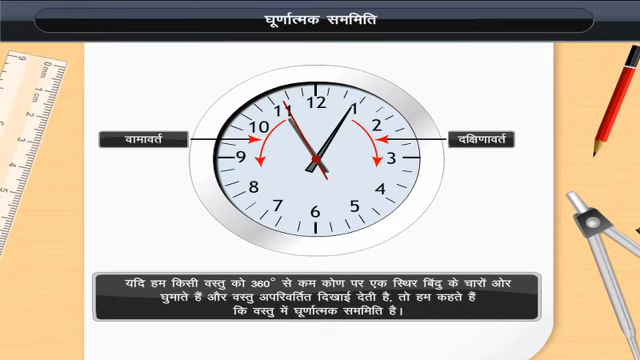 घूर्णात्मक सममिति
12
11
1
10
2
वामावर्त
दक्षिणावर्त
9
3
8
4
7
5
6
यदि हम किसी वस्तु को 360° से कम कोण पर एक स्थिर बिंदु के चारों ओर
घुमाते हैं और वस्तु अपरिवर्तित दिखाई देती है, तो हम कहते हैं
कि वस्तु में घूर्णात्मक सममिति है।